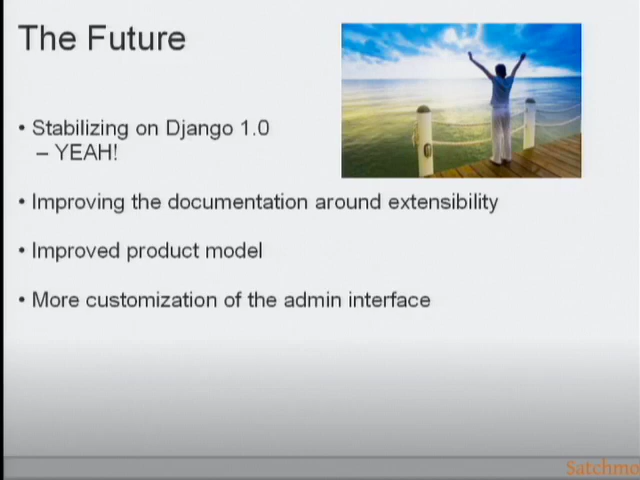 The Future
• Stabilizing on Django 1.0
– YEAH!
• Improving the documentation around extensibility
• Improved product model
• More customization of the admin interface
Satchmo